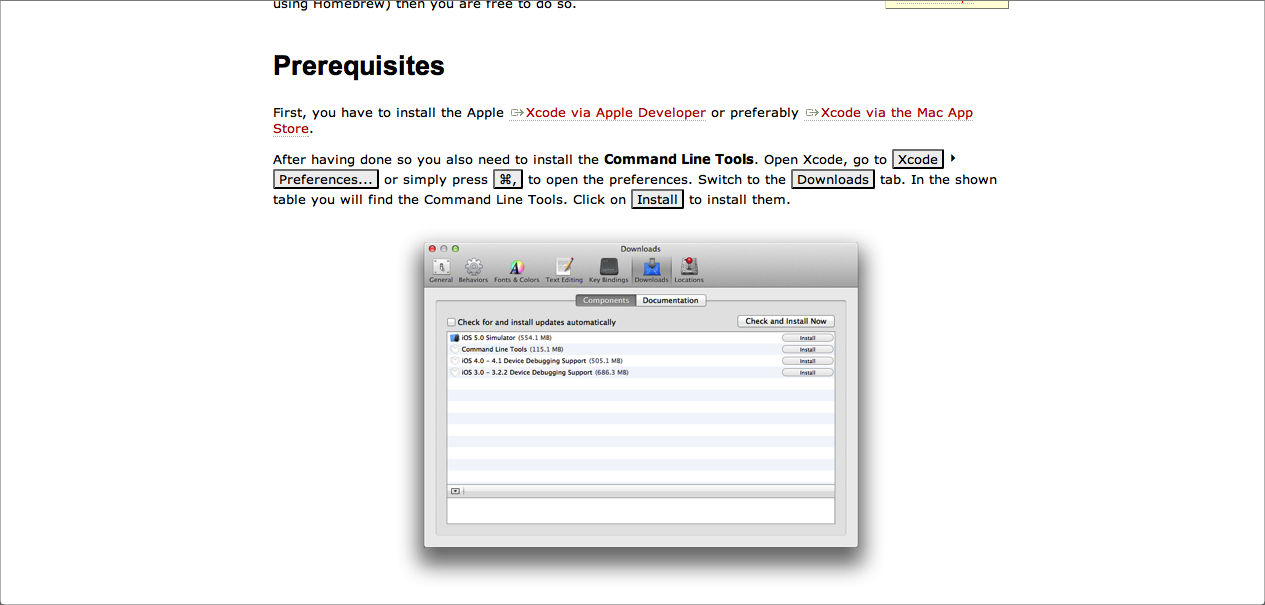 using Homebrew) then you are free to do so.
Prerequisites
First, you have to install the Apple Xcode via Apple Developer or preferably Xcode via the Mac App
Store.
After having done so you also need to install the Command Line Tools. Open Xcode, go to Xcode
Preferences... or simply press ⌘, to open the preferences. Switch to the Downloads tab. In the shown
table you will find the Command Line Tools. Click on Install to install them.
Downloads
General Behaviors Fonts & Colors Text Editing Key Bindings Downloads Locations
Components Documentation
Check for and install updates automatically Check and Install Now
iOS 5.0 Simulator (554.1 MB) Install
Command Line Tools (115.1 MB) Install
iOS 4.0 - 4.1 Device Debugging Support (505.1 MB) Install
iOS 3.0 - 3.2.2 Device Debugging Support (686.3 MB) Install